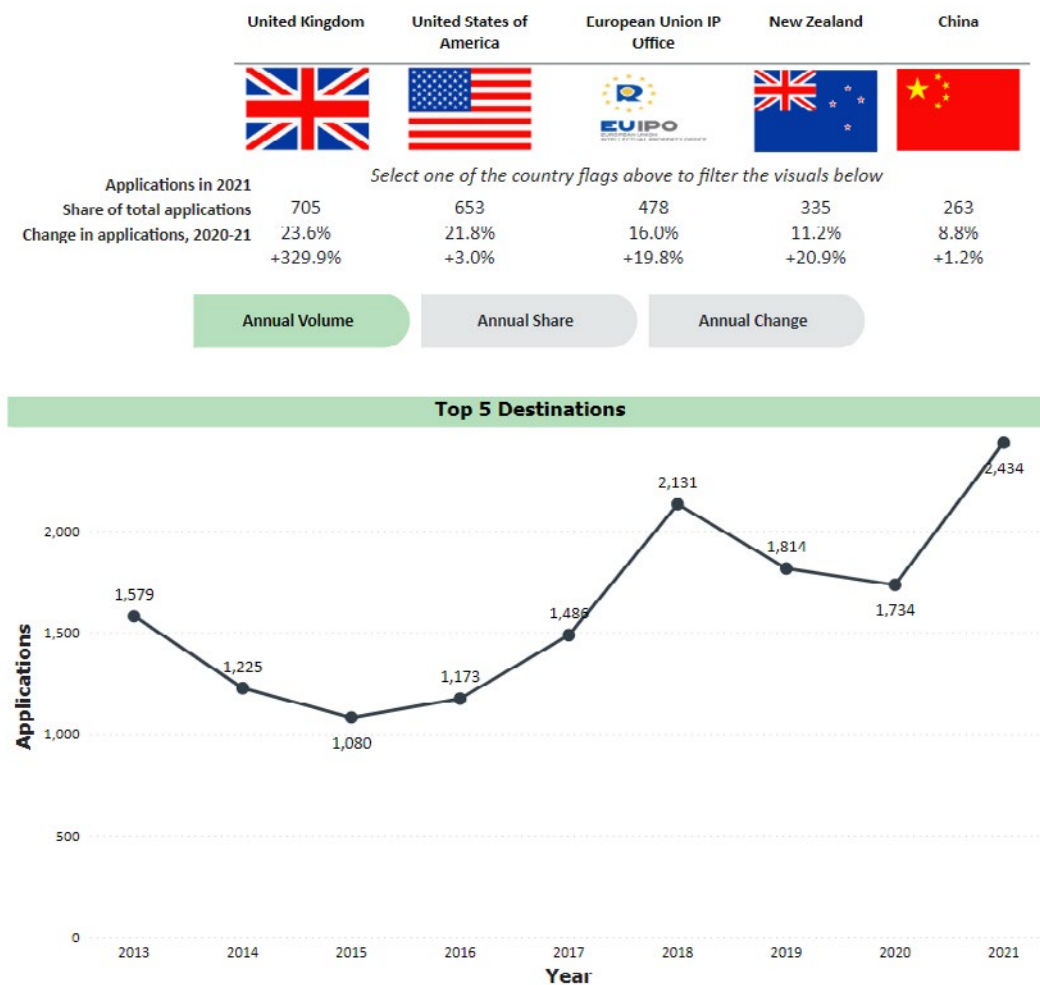 United Kingdom
United States of America
European Union IP Office
New Zealand
China
EUIPO
EUROPEAN UNION
INTELLECTUAL PROPERTY OFFICE
Select one of the country flags above to filter the visuals below
Applications in 2021
Share of total applications 705 653 478 335 263
Change in applications, 2020-21 23.6% 21.8% 16.0% 11.2% 8.8%
+329.9% +3.0% +19.8% +20.9% +1.2%
Annual Volume Annual Share Annual Change
Top 5 Destinations
Applications
2,000
1,500
1,000
500
0
1,579
1,225
1,080
1,173
1,486
2,131
1,814
1,734
2,434
2013 2014 2015 2016 2017 2018 2019 2020 2021
Year